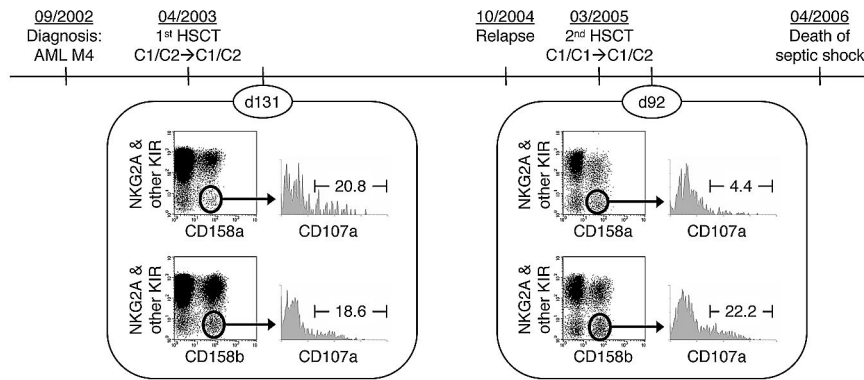 09/2002
Diagnosis:
AML M4
04/2003
1st HSCT
C1/C2→C1/C2
10/2004
Relapse
03/2005
2nd HSCT
C1/C1→C1/C2
04/2006
Death of
septic shock
d131
NKG2A &
other KIR
CD158a
20.8
CD107a
NKG2A &
other KIR
CD158b
18.6
CD107a
d92
NKG2A &
other KIR
CD158a
4.4
CD107a
NKG2A &
other KIR
CD158b
22.2
CD107a